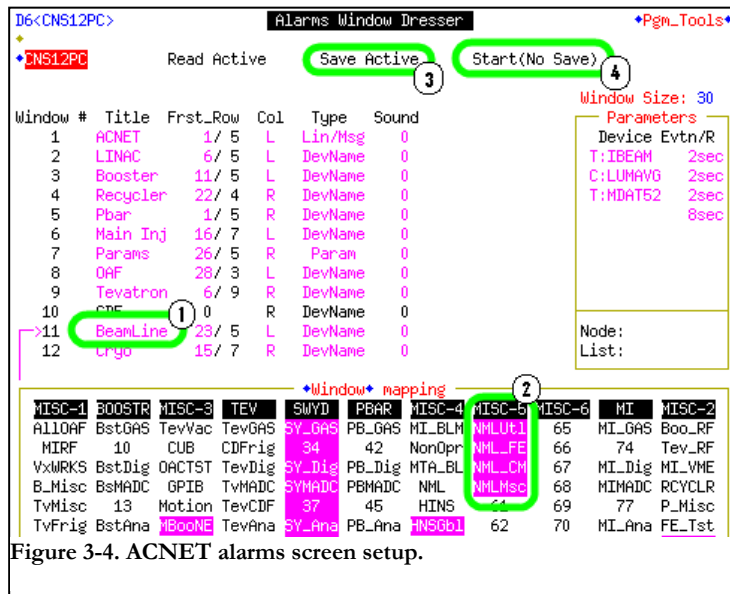 D6<CNS12PC> Alarms Window Dresser ◆Pgm_Tools◆
◆CNS12PC Read Active Save Active Start(No Save)
3 4
Window Size: 30
Window # Title Frst_Row Col Type Sound
Parameters
Device Evtn/R
1 ACNET 1/ 5 L Lin/Msg 0
T:IBEAM 2sec
2 LINAC 6/ 5 L DevName 0
C:LUMAVG 2sec
3 Booster 11/ 5 L DevName 0
T:MDAT52 2sec
4 Recycler 22/ 4 R DevName 0
8sec
5 Pbar 1/ 5 R DevName 0
6 Main Inj 16/ 7 L DevName 0
7 Params 26/ 5 R Param 0
8 OAF 28/ 3 L DevName 0
9 Tevatron 6/ 9 R DevName 0
10 CDF 1 0 R DevName 0
->11 BeamLine 23/ 5 L DevName 0
Node:
12 Cryo 15/ 7 R DevName 0
List:
◆Window◆ mapping 2
MISC-1 BOOSTR MISC-3 TEV SWYD PBAR MISC-4 MISC-5 MISC-6 MI MISC-2
AllOAF BstGAS TevVac TevGAS SY_GAS PB_GAS MI_BLM NMLUtl 65 MI_GAS Boo_RF
MIRF 10 CUB CDFrig 34 42 NonOpr NML_FE 66 74 Tev_RF
VxWRKS BstDig OACTST TevDig SY_Dig PB_Dig MTA_BL NML_CM 67 MI_Dig MI_VME
B_Misc BsMADC GPIB TvMADC SYMADC PBMADC NML NMLMsc 68 MIMADC RCYCLR
TvMisc 13 Motion TevCDF 37 45 HINS 61 69 77 P_Misc
TvFrig BstAna MBooNE TevAna SY_Ana PB_Ana HNSGbl 62 70 MI_Ana FE_Tst
Figure 3-4. ACNET alarms screen setup.